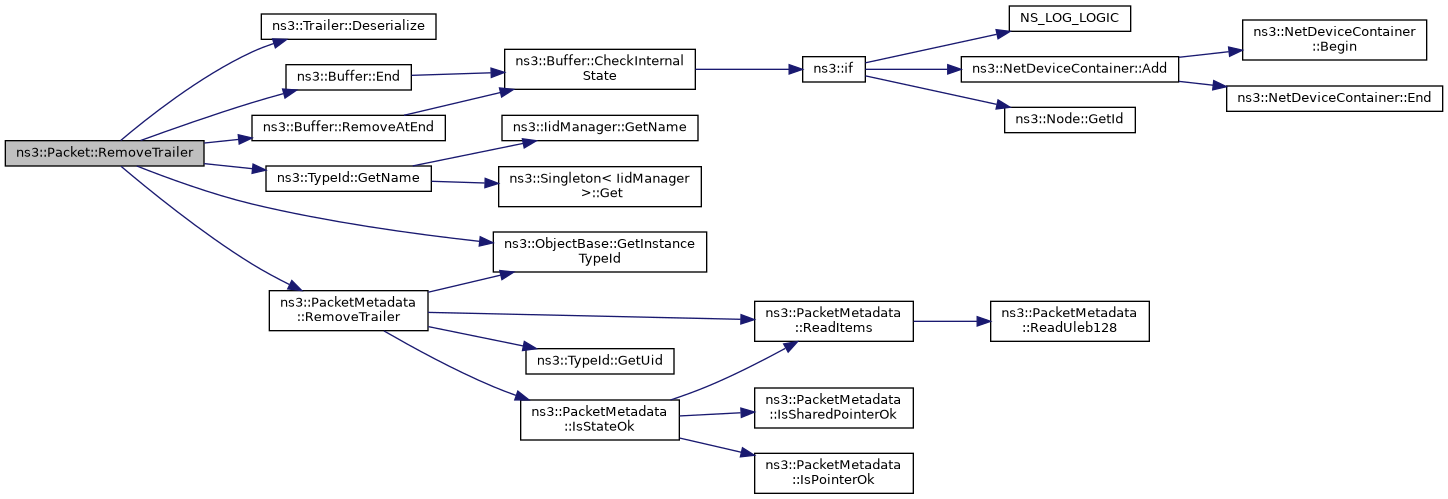 ns3::Packet::RemoveTrailer
ns3::Trailer::Deserialize
ns3::Buffer::End
ns3::Buffer::RemoveAtEnd
ns3::TypeId::GetName
ns3::PacketMetadata
::RemoveTrailer
ns3::Buffer::CheckInternal
State
ns3::IidManager::GetName
ns3::Singleton< IidManager
>::Get
ns3::ObjectBase::GetInstance
TypeId
ns3::TypeId::GetUid
ns3::PacketMetadata
::IsStateOk
ns3::if
ns3::PacketMetadata
::ReadItems
ns3::PacketMetadata
::IsSharedPointerOk
ns3::PacketMetadata
::IsPointerOk
NS_LOG_LOGIC
ns3::NetDeviceContainer::Add
ns3::Node::GetId
ns3::PacketMetadata
::ReadUleb128
ns3::NetDeviceContainer
::Begin
ns3::NetDeviceContainer::End